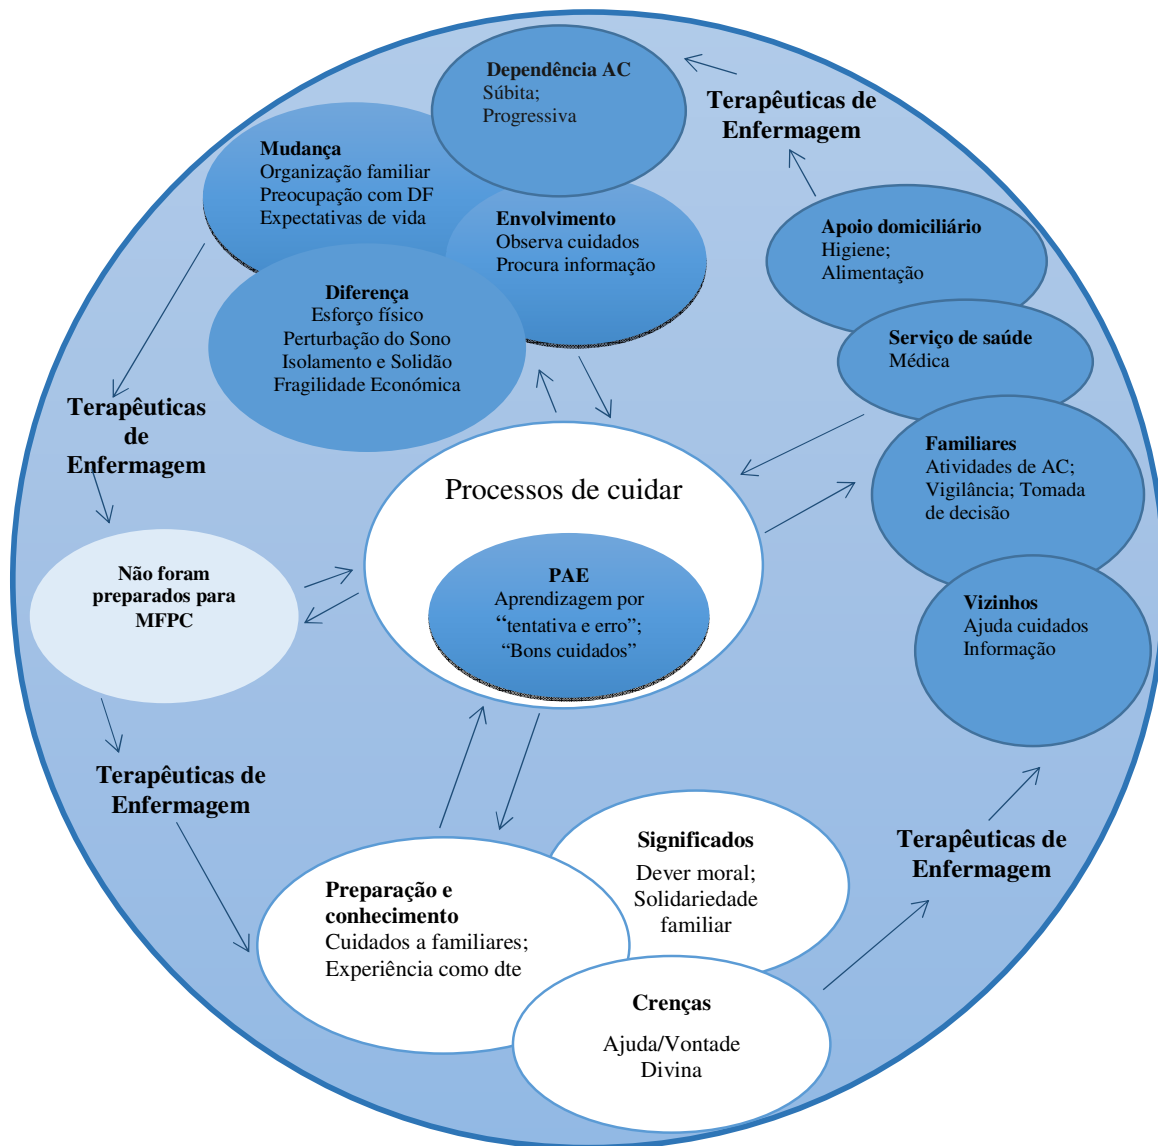 Dependência AC
Súbita;
Progressiva
Terapêuticas de
Enfermagem
Mudança
Organização familiar
Preocupação com DF
Expectativas de vida
Envolvimento
Observa cuidados
Procura informação
Apoio domiciliário
Higiene;
Alimentação
Diferença
Esforço físico
Perturbação do Sono
Isolamento e Solidão
Fragilidade Económica
Serviço de saúde
Médica
Terapêuticas
de
Enfermagem
Familiares
Atividades de AC;
Vigilância; Tomada
de decisão
Processos de cuidar
PAE
Aprendizagem por
“tentativa e erro”;
“Bons cuidados”
Não foram
preparados para
MFPC
Vizinhos
Ajuda cuidados
Informação
Terapêuticas de
Enfermagem
Significados
Dever moral;
Solidariedade
familiar
Terapêuticas de
Enfermagem
Preparação e
conhecimento
Cuidados a familiares;
Experiência como dte
Crenças
Ajuda/Vontade
Divina